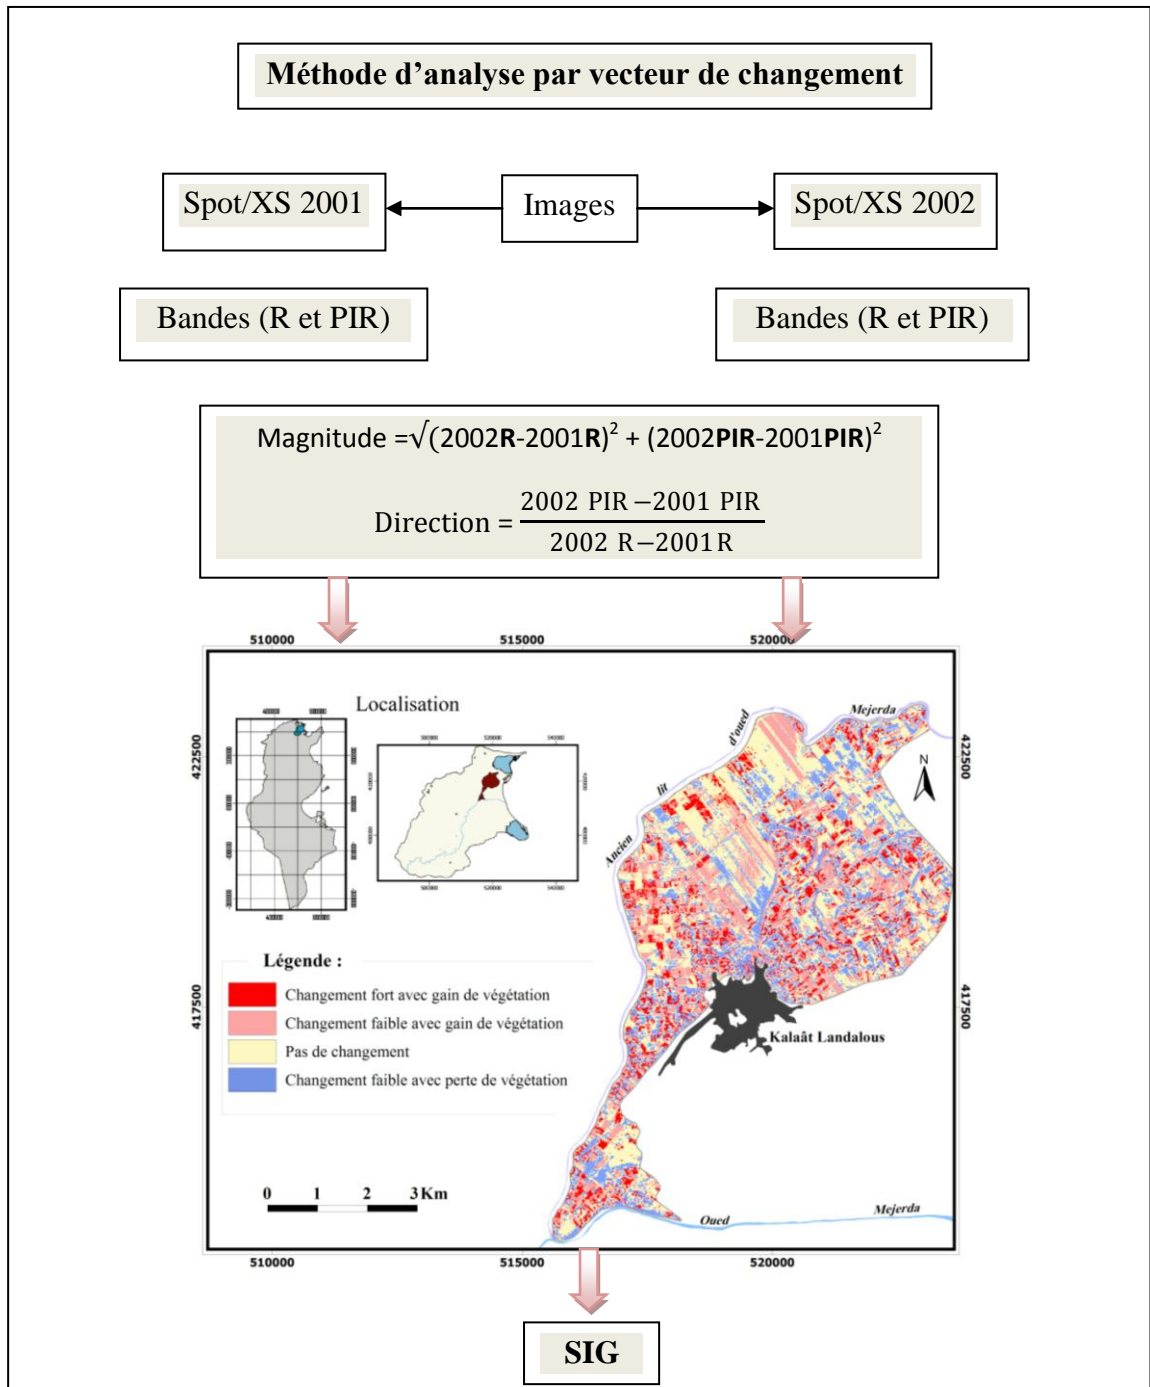 Méthode d'analyse par vecteur de changement
Spot/XS 2001
Images
Spot/XS 2002
Bandes (R et PIR)
Bandes (R et PIR)
Magnitude =√(2002R-2001R)² + (2002PIR-2001PIR)²
Direction = 2002 PIR −2001 PIR
2002 R−2001R
510000
515000
520000
Localisation
422500
417500
Ancien lit d'oued Mejerda
N
422500
417500
Kalaât Landalous
Légende :
Changement fort avec gain de végétation
Changement faible avec gain de végétation
Pas de changement
Changement faible avec perte de végétation
0 1 2 3 Km
Oued Mejerda
510000
515000
520000
SIG